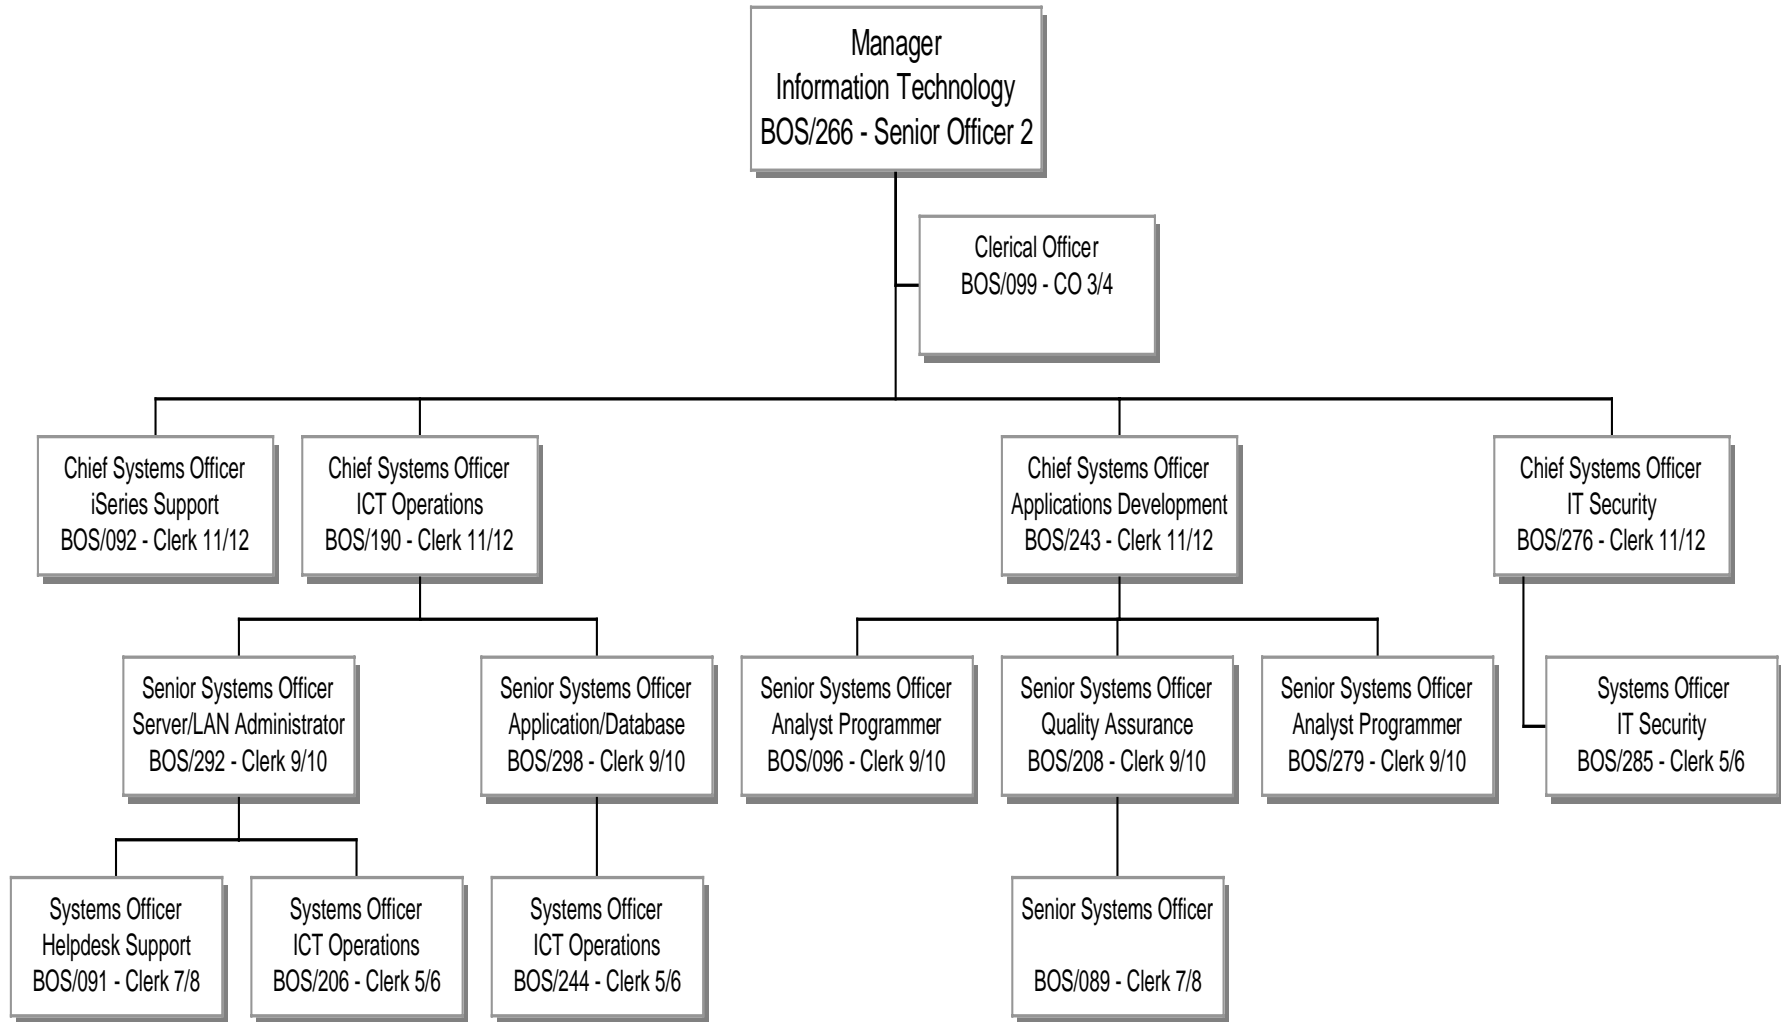 Manager
Information Technology
BOS/266 - Senior Officer 2
Clerical Officer
BOS/099 - CO 3/4
Chief Systems Officer
iSeries Support
BOS/092 - Clerk 11/12
Chief Systems Officer
ICT Operations
BOS/190 - Clerk 11/12
Chief Systems Officer
Applications Development
BOS/243 - Clerk 11/12
Chief Systems Officer
IT Security
BOS/276 - Clerk 11/12
Senior Systems Officer
Server/LAN Administrator
BOS/292 - Clerk 9/10
Senior Systems Officer
Application/Database
BOS/298 - Clerk 9/10
Senior Systems Officer
Analyst Programmer
BOS/096 - Clerk 9/10
Senior Systems Officer
Quality Assurance
BOS/208 - Clerk 9/10
Senior Systems Officer
Analyst Programmer
BOS/279 - Clerk 9/10
Systems Officer
IT Security
BOS/285 - Clerk 5/6
Systems Officer
Helpdesk Support
BOS/091 - Clerk 7/8
Systems Officer
ICT Operations
BOS/206 - Clerk 5/6
Systems Officer
ICT Operations
BOS/244 - Clerk 5/6
Senior Systems Officer
BOS/089 - Clerk 7/8